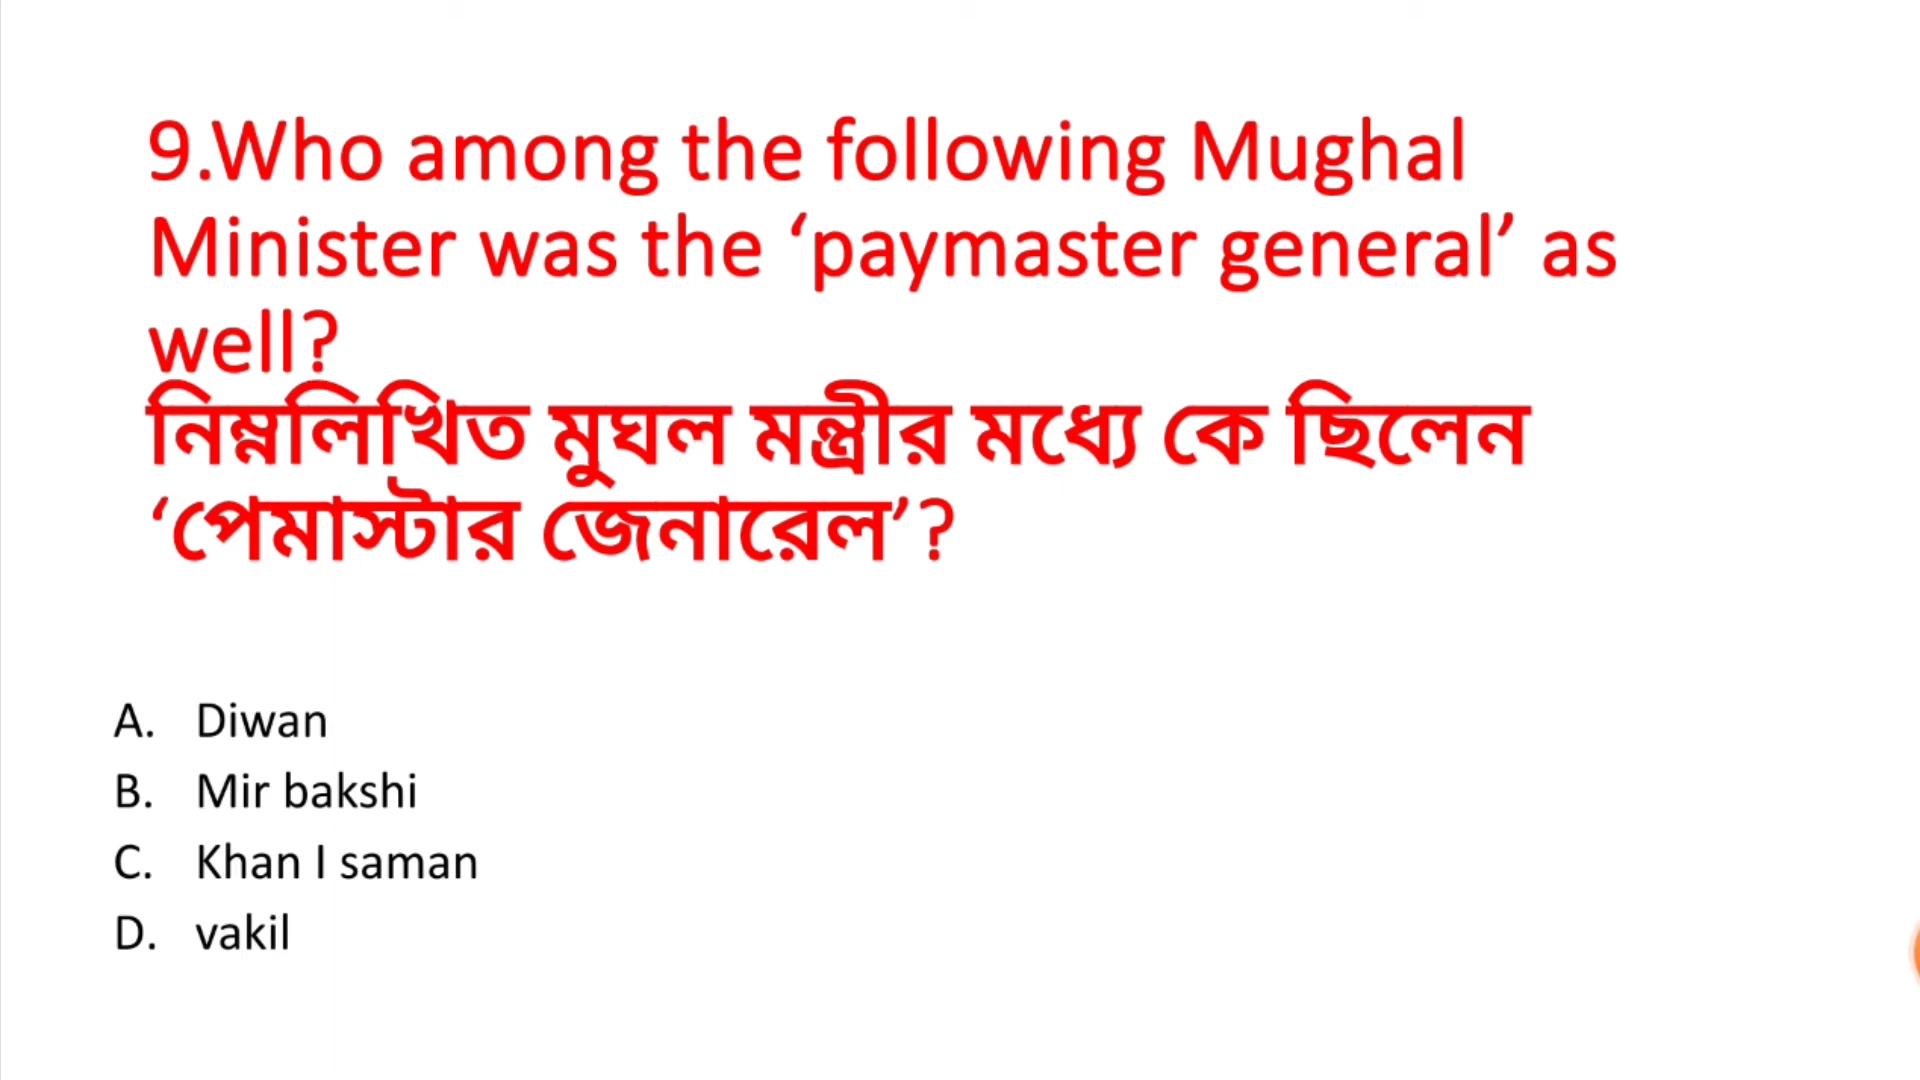 9.Who among the following Mughal
Minister was the ‘paymaster general’ as
well?
নিম্নলিখিত মুঘল মন্ত্রীর মধ্যে কে ছিলেন
‘পেমাস্টার জেনারেল’?
A. Diwan
B. Mir bakshi
C. Khan I saman
D. vakil